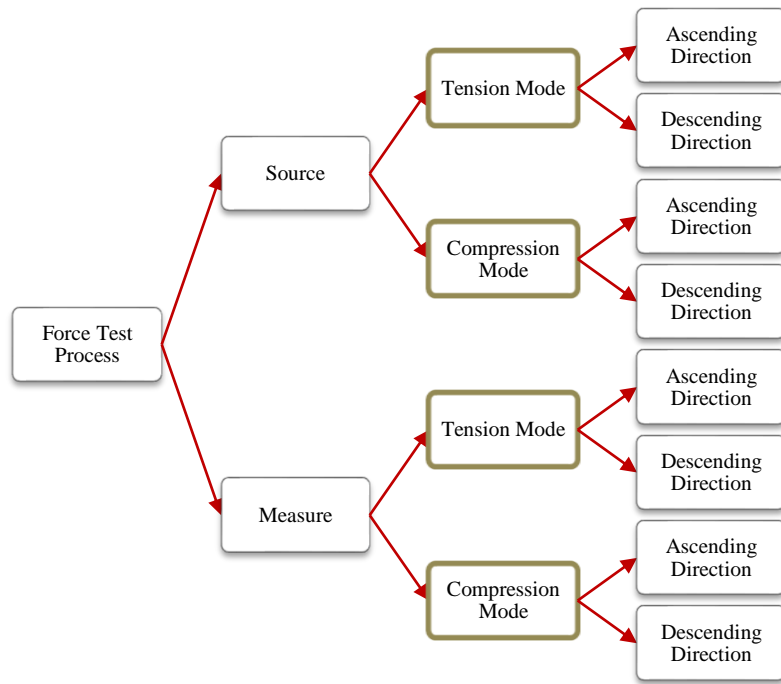 Ascending
Direction
Tension Mode
Descending
Direction
Source
Ascending
Direction
Compression
Mode
Descending
Direction
Force Test
Process
Ascending
Direction
Tension Mode
Descending
Direction
Measure
Ascending
Direction
Compression
Mode
Descending
Direction